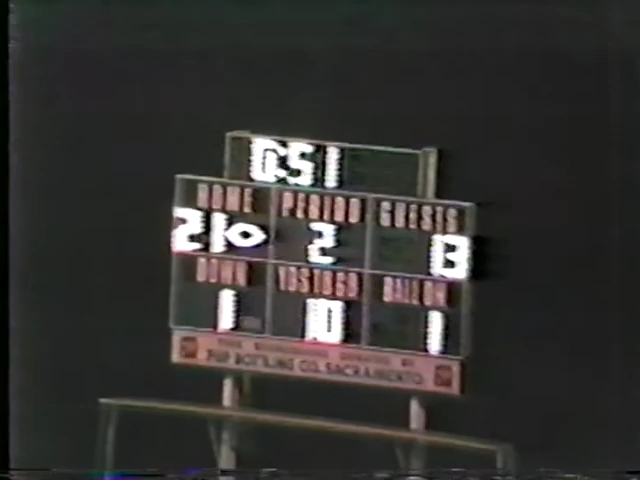 0:51
HOME PERIOD GUESTS
21 2 13
DOWN YDS TO GO BALL ON
1 10 1
BOTTLING CO. SACRAMENTO